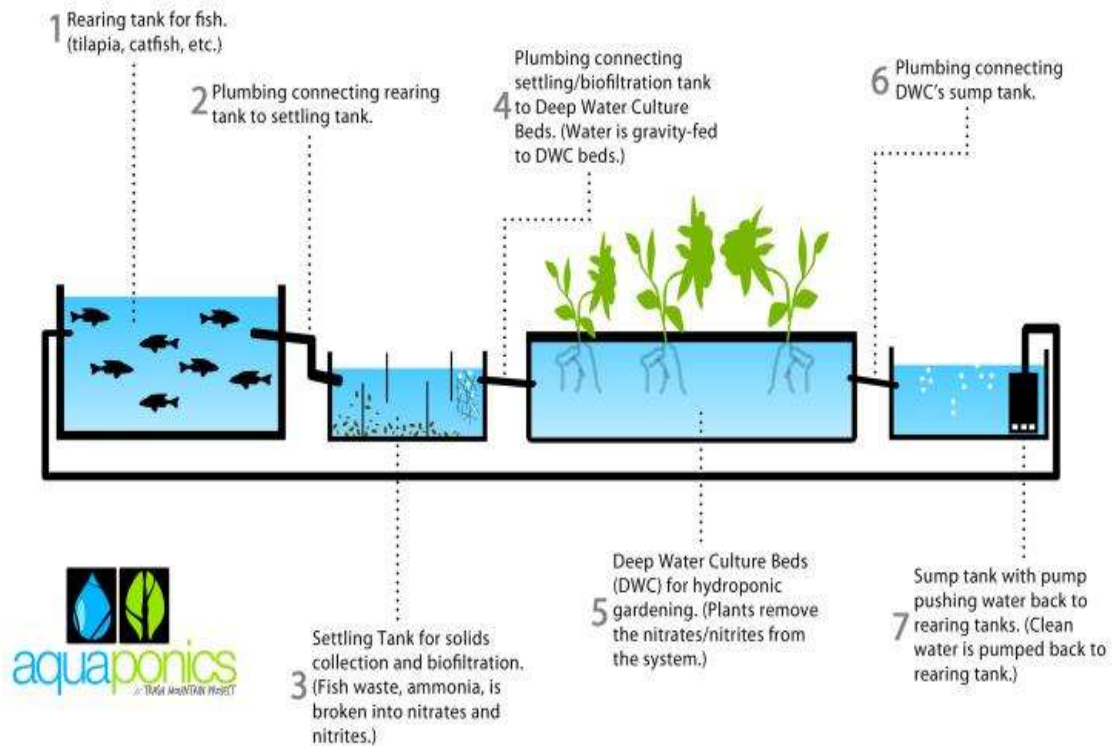 1 Rearing tank for fish.
(tilapia, catfish, etc.)
2 Plumbing connecting rearing
tank to settling tank.
4 Plumbing connecting
settling/biofiltration tank
to Deep Water Culture
Beds. (Water is gravity-fed
to DWC beds.)
6 Plumbing connecting
DWC's sump tank.
3 Settling Tank for solids
collection and biofiltration.
(Fish waste, ammonia, is
broken into nitrates and
nitrites.)
5 Deep Water Culture Beds
(DWC) for hydroponic
gardening. (Plants remove
the nitrates/nitrites from
the system.)
7 Sump tank with pump
pushing water back to
rearing tanks. (Clean
water is pumped back to
rearing tank.)
aquaponics
TRASH MOUNTAIN PROJECT